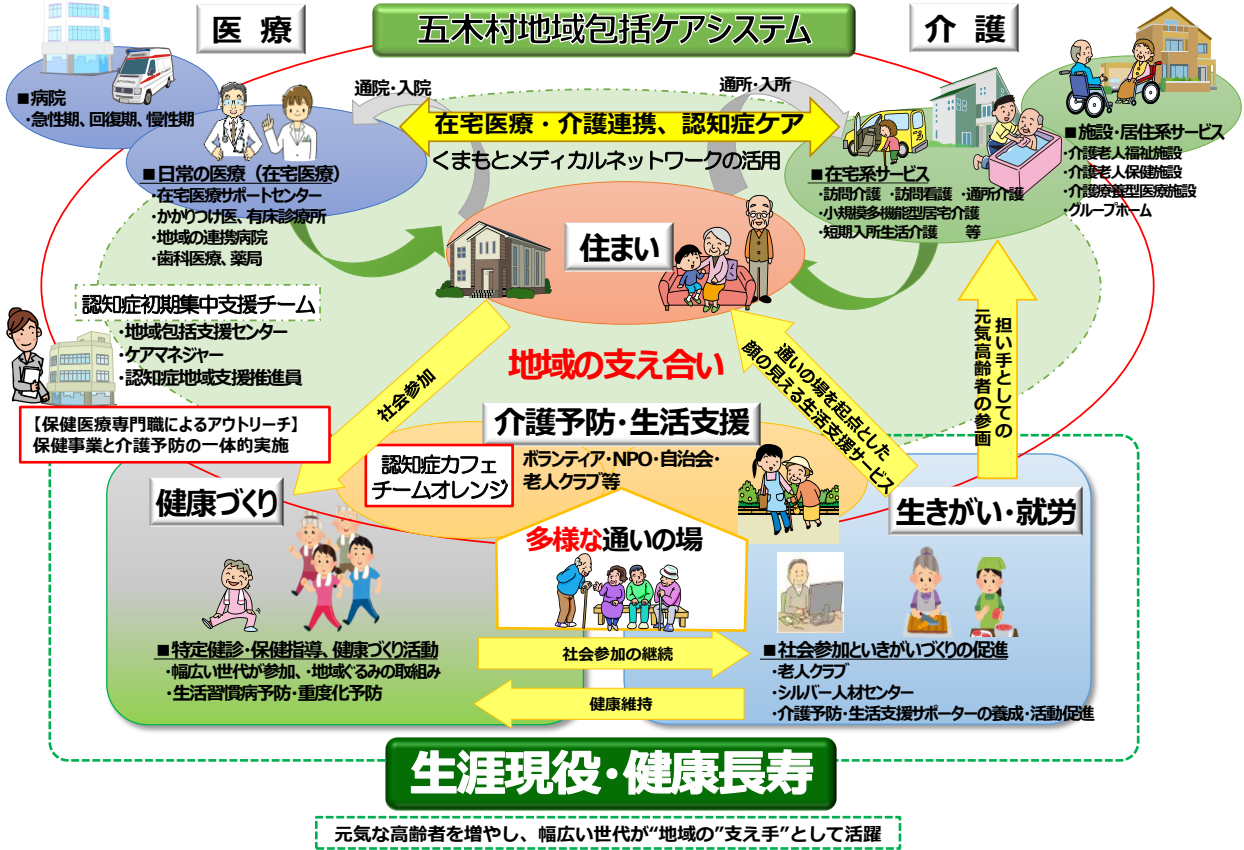 五木村地域包括ケアシステム
医 療
介 護
■病院
・急性期、回復期、慢性期
通院・入院
通所・入所
在宅医療・介護連携、認知症ケア
くまもとメディカルネットワークの活用
■日常の医療（在宅医療）
・在宅医療サポートセンター
・かかりつけ医、有床診療所
・地域の連携病院
・歯科医療、薬局
■在宅系サービス
・訪問介護 ・訪問看護 ・通所介護
・小規模多機能型居宅介護
・短期入所生活介護 等
■施設・居住系サービス
・介護老人福祉施設
・介護老人保健施設
・介護療養型医療施設
・グループホーム
住まい
認知症初期集中支援チーム
・地域包括支援センター
・ケアマネジャー
・認知症地域支援推進員
【保健医療専門職によるアウトリーチ】
保健事業と介護予防の一体的実施
社会参加
地域の支え合い
通いの場を起点とした
顔の見える生活支援サービス
担い手としての
元気高齢者の参画
介護予防・生活支援
認知症カフェ
チームオレンジ
ボランティア・NPO・自治会・
老人クラブ等
健康づくり
生きがい・就労
多様な通いの場
■特定健診・保健指導、健康づくり活動
・幅広い世代が参加、・地域ぐるみの取組み
・生活習慣病予防・重度化予防
社会参加の継続
健康維持
■社会参加といきがいづくりの促進
・老人クラブ
・シルバー人材センター
・介護予防・生活支援サポーターの養成・活動促進
生涯現役・健康長寿
元気な高齢者を増やし、幅広い世代が“地域の”支え手”として活躍